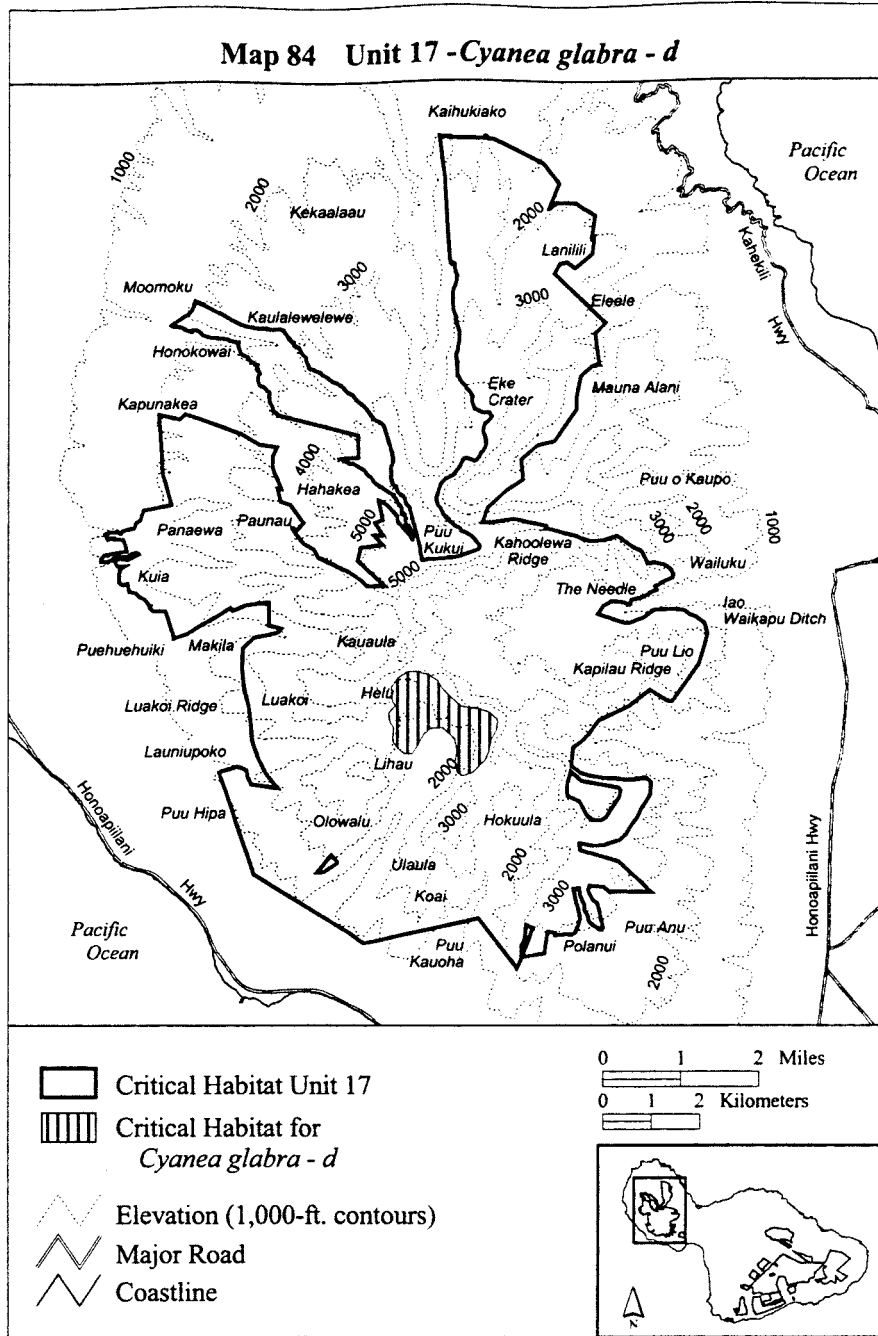 Map 84 Unit 17 - Cyanea glabra - d
Kaihukiako
Pacific
Ocean
1000
2000
Kekaalaau
2000
Lanilili
Kahekili
Hwy
3000
3000
Eleele
Moomoku
Kaulalewelewe
Honokowai
Kapunakea
Eke
Crater
Mauna Alani
4000
Hahakea
Puu o Kaupo
2000
3000
1000
5000
Panaewa
Paunau
Puu
Kukui
Kahoolewa
Ridge
Wailuku
5000
Kuia
The Needle
Iao
Waikapu Ditch
Puehuehuiki
Makila
Kauaula
Puu Lio
Kapilau Ridge
Luakoi Ridge
Luakoi
Helu
Launiupoko
Lihau
2000
Honoapiilani
Hwy
Puu Hipa
Olowalu
3000
Hokuula
Honoapiilani Hwy
Ulaula
2000
Koai
3000
Pacific
Ocean
Puu
Kauoha
Polanui
Puu Anu
2000
Critical Habitat Unit 17
Critical Habitat for
Cyanea glabra - d
Elevation (1,000-ft. contours)
Major Road
Coastline
0 1 2 Miles
0 1 2 Kilometers
N